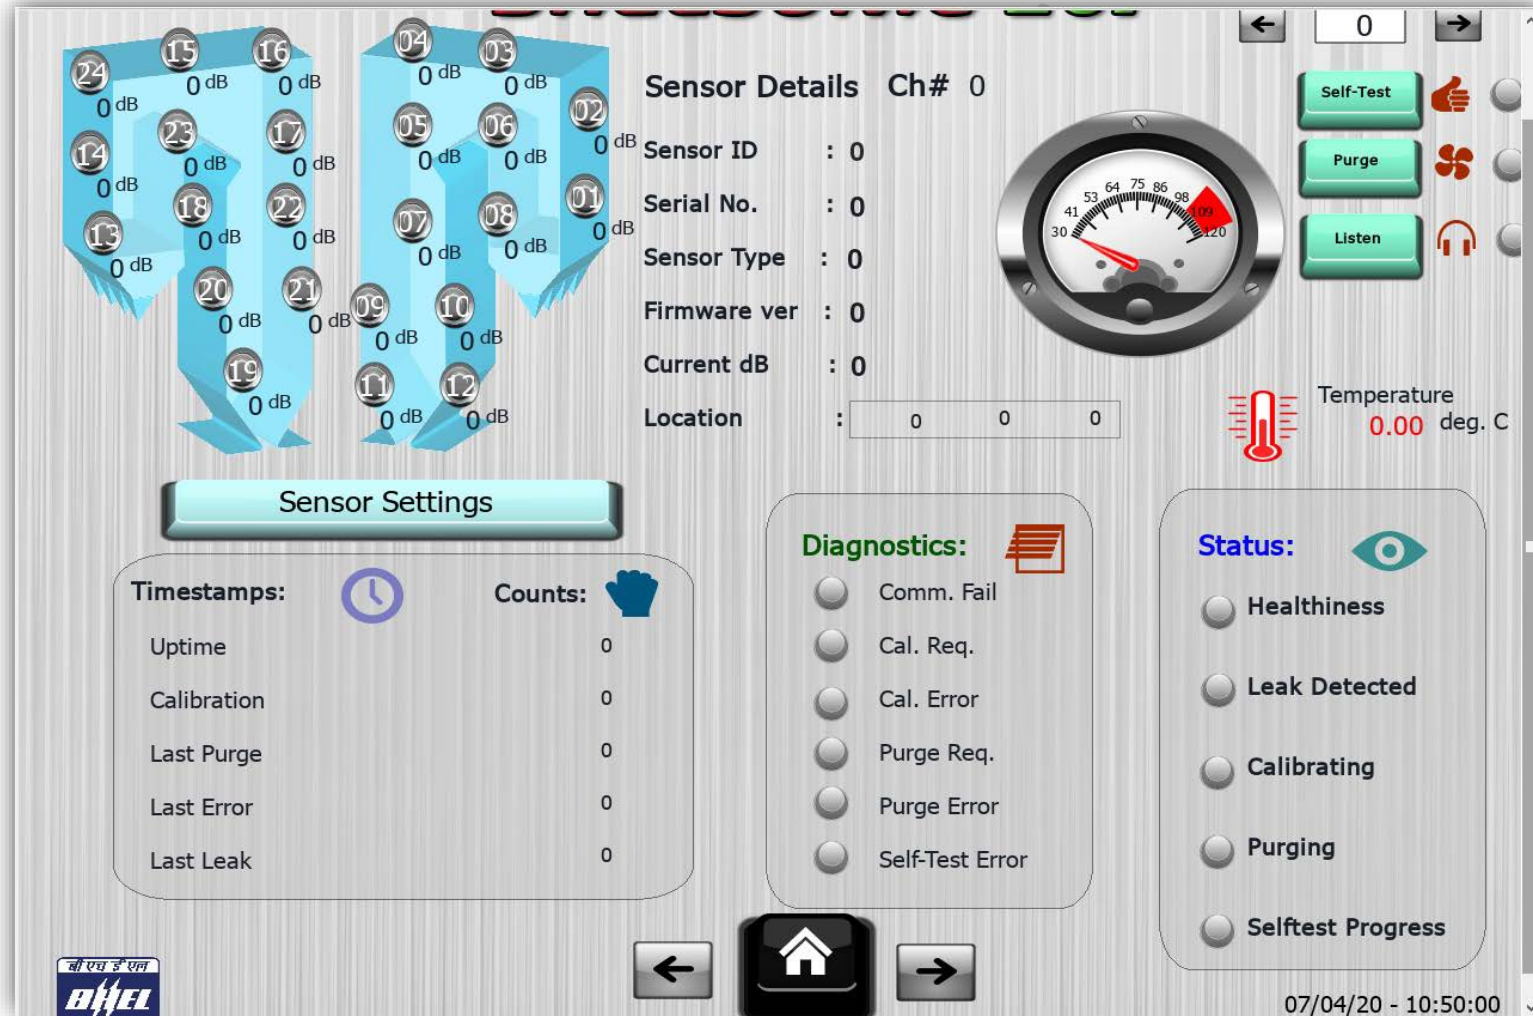 0
15
16
04
03
24
0 dB
0 dB
0 dB
0 dB
0 dB
02
23
17
05
06
14
0 dB
0 dB
0 dB
0 dB
0 dB
0 dB
18
22
07
08
01
13
0 dB
0 dB
0 dB
0 dB
0 dB
0 dB
20
21
09
10
0 dB
0 dB
0 dB
0 dB
19
11
12
0 dB
0 dB
0 dB
Sensor Details Ch# 0
Sensor ID : 0
Serial No. : 0
Sensor Type : 0
Firmware ver : 0
Current dB : 0
Location : 0 0 0
30 41 53 64 75 86 98 109 120
Self-Test
Purge
Listen
Temperature
0.00 deg. C
Sensor Settings
Timestamps: Counts:
Uptime 0
Calibration 0
Last Purge 0
Last Error 0
Last Leak 0
Diagnostics:
Comm. Fail
Cal. Req.
Cal. Error
Purge Req.
Purge Error
Self-Test Error
Status:
Healthiness
Leak Detected
Calibrating
Purging
Selftest Progress
बी एच ई एल
BHEL
07/04/20 - 10:50:00